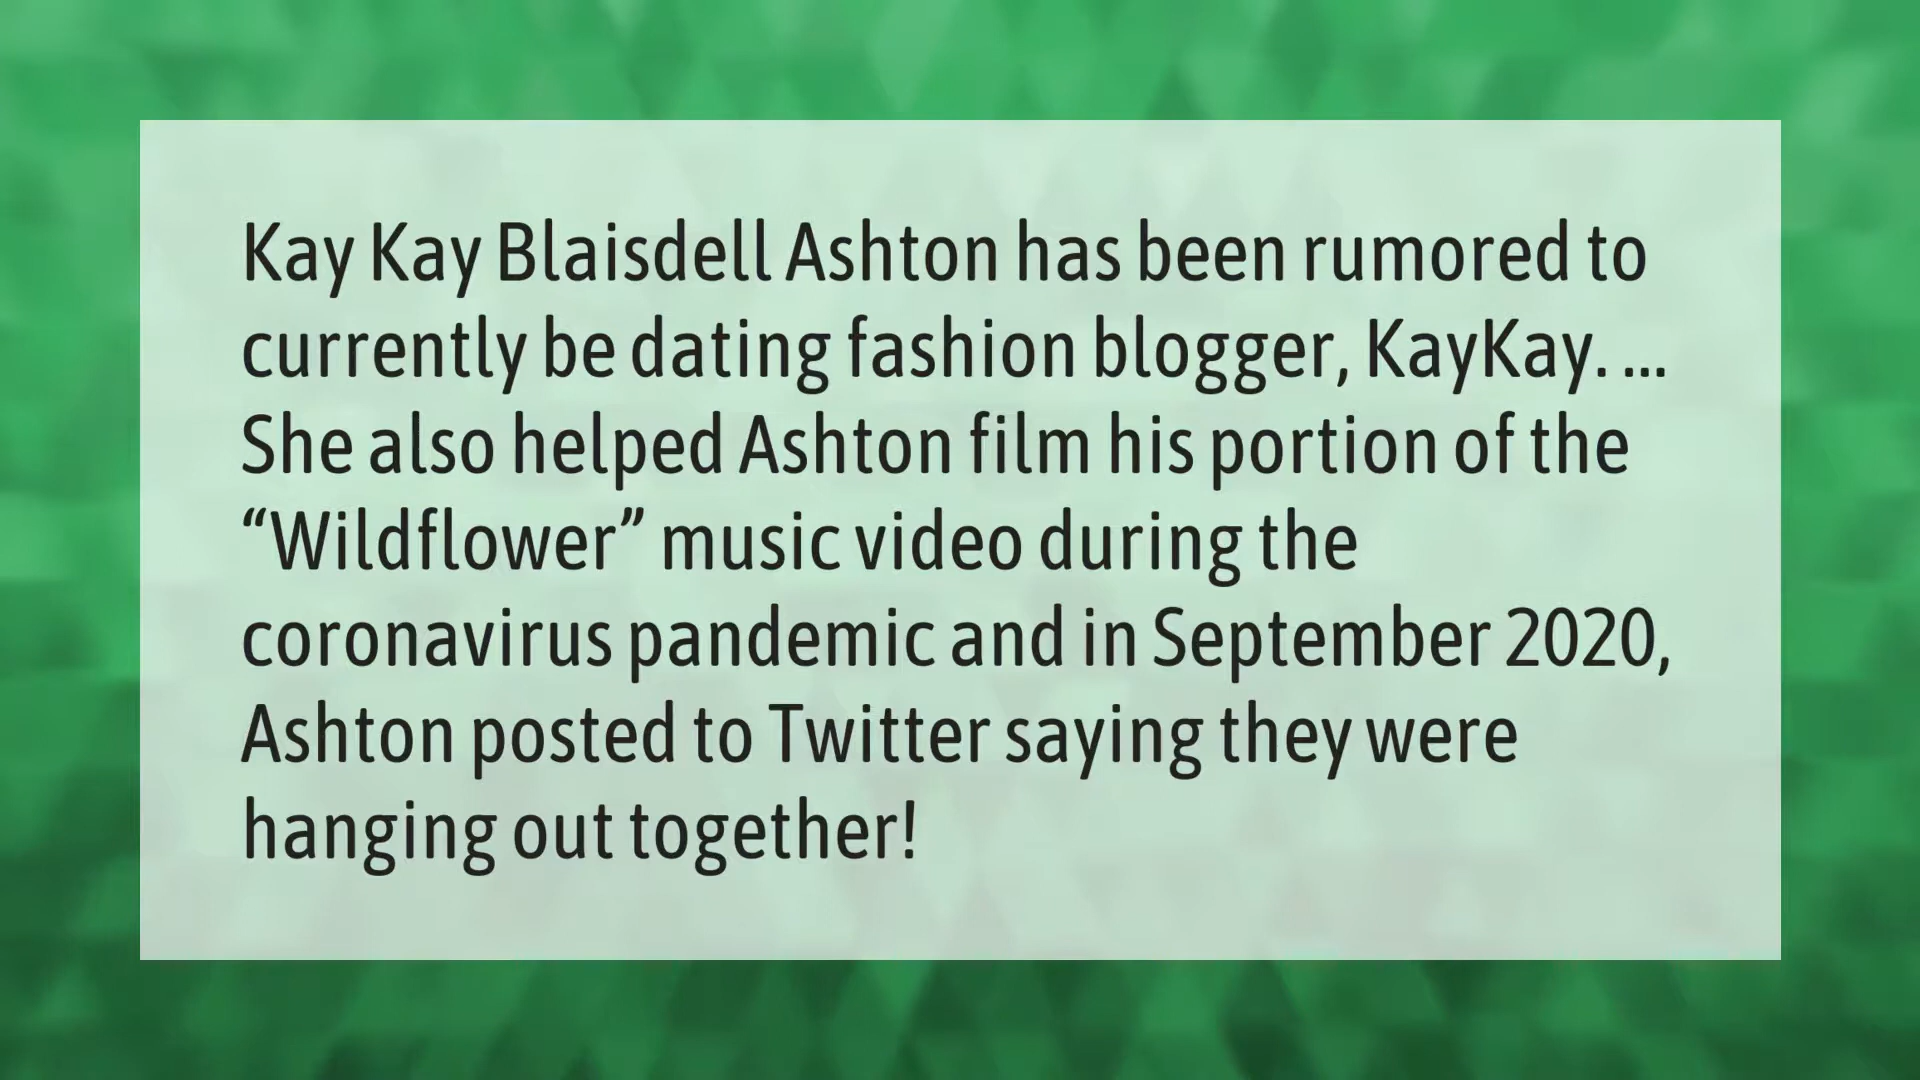 Kay Kay Blaisdell Ashton has been rumored to
currently be dating fashion blogger, KayKay. ...
She also helped Ashton film his portion of the
“Wildflower” music video during the
coronavirus pandemic and in September 2020,
Ashton posted to Twitter saying they were
hanging out together!